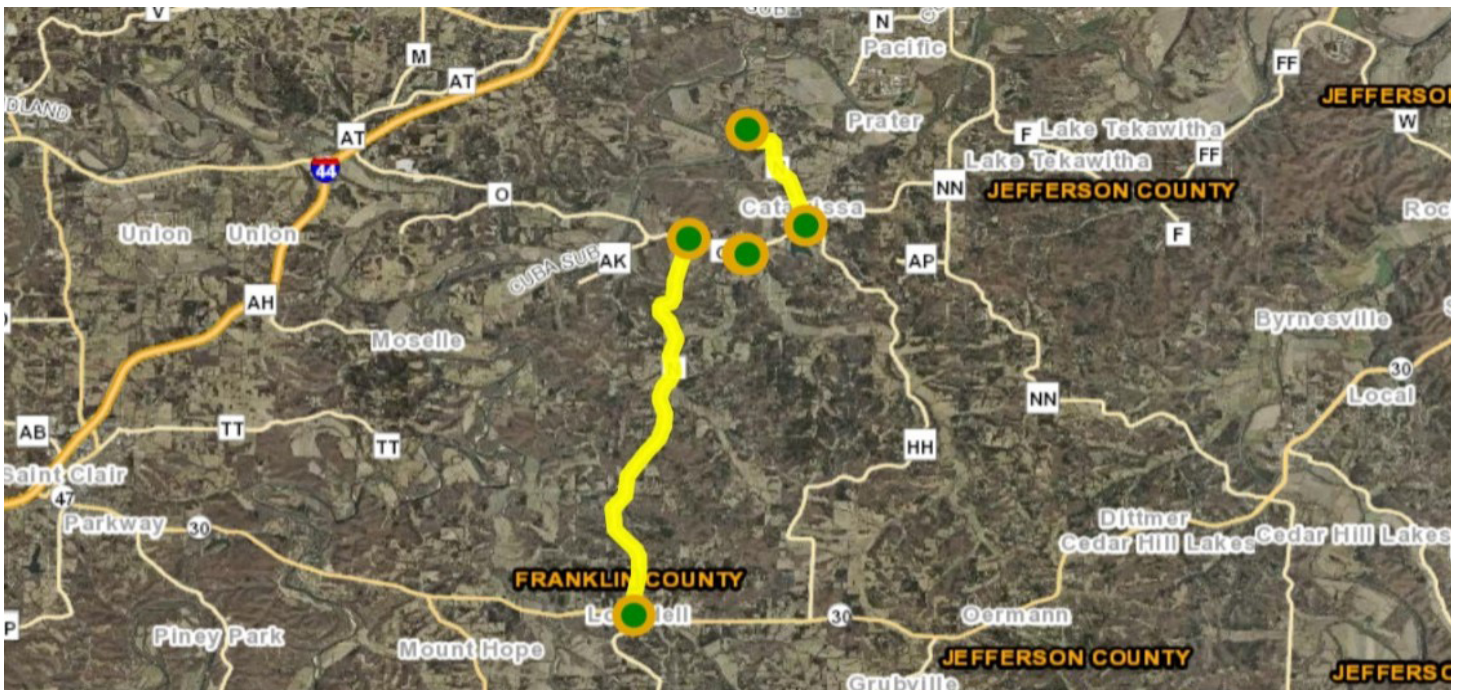 V
N
M
Pacific
AT
FF
JEFFERSO
DLAND
AT
Prater
F
Lake Tekawitha
W
44
Lake Tekawitha
FF
O
NN
JEFFERSON COUNTY
Union
Union
F
CUBA SUB
AK
AP
AH
Byrnesville
Moselle
30
NN
Local
AB
TT
TT
HH
Saint Clair
47
Parkway
30
Dittmer
Cedar Hill Lakes
Cedar Hill Lakes
FRANKLIN COUNTY
30
Oermann
P
Piney Park
Mount Hope
JEFFERSON COUNTY
JEFFERS
Grubville